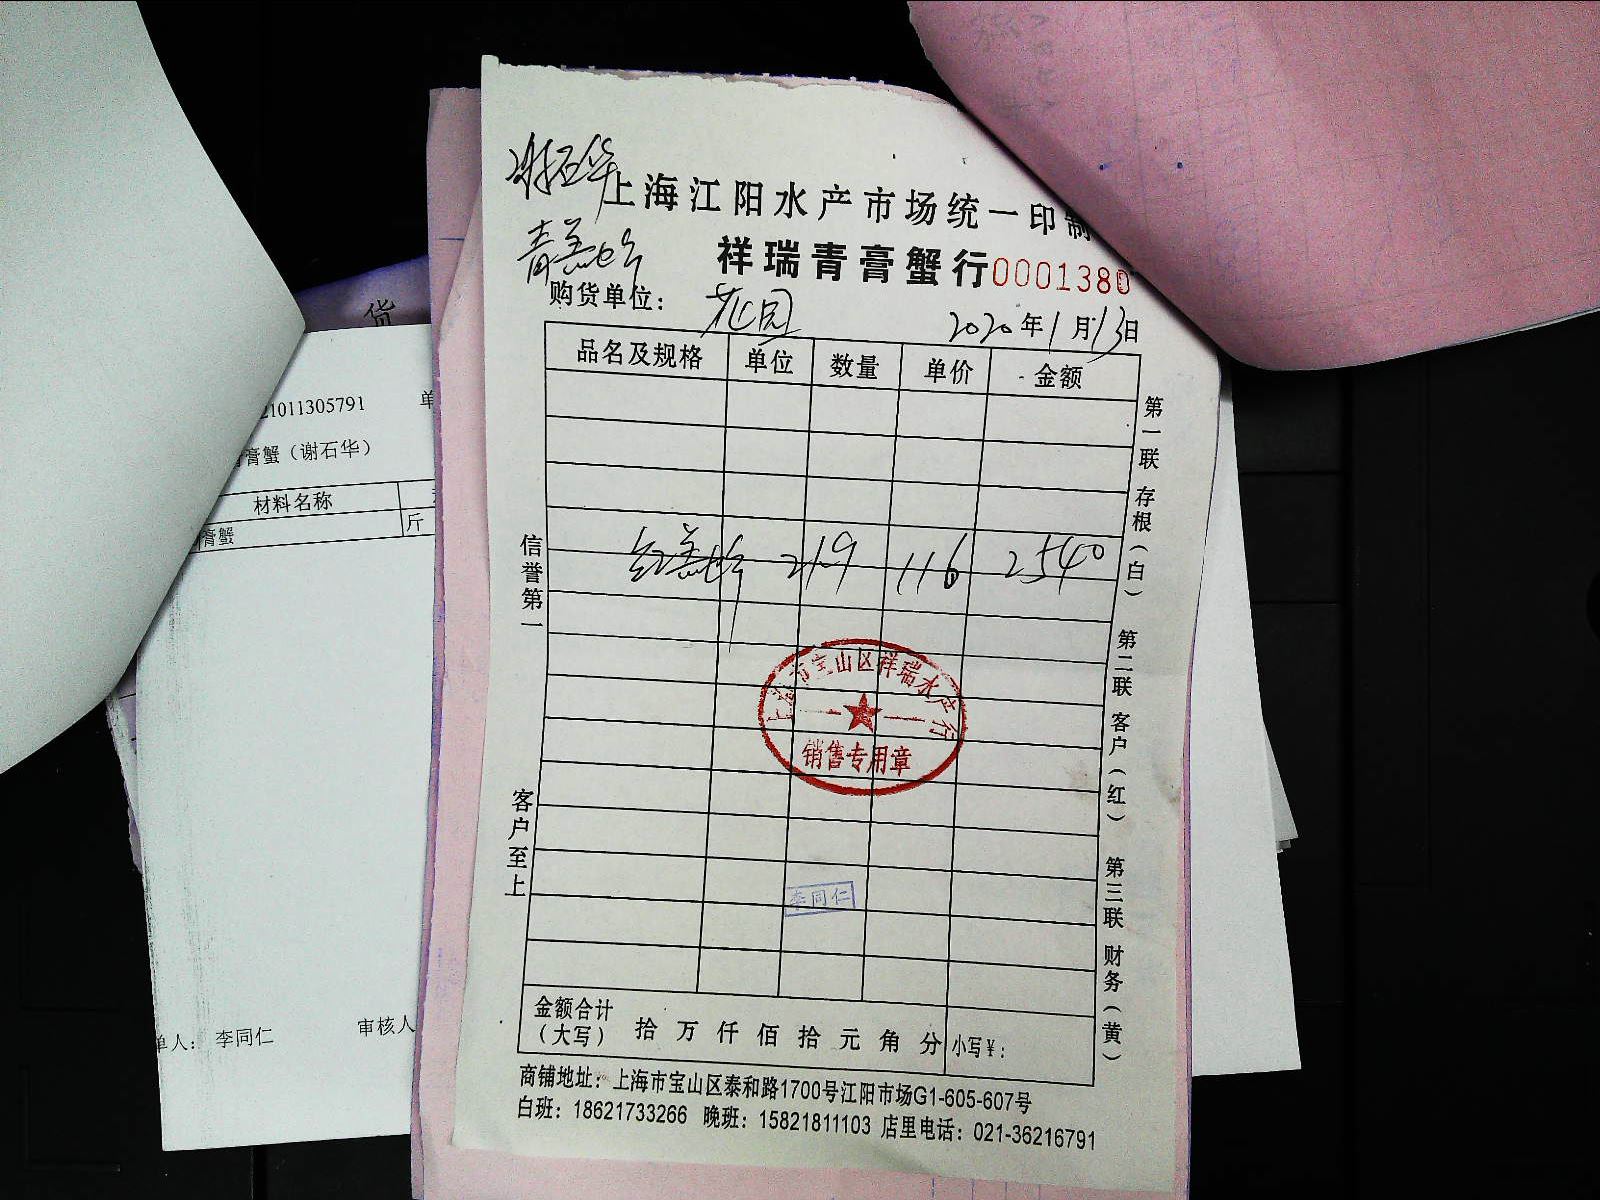 谢石华
上海江阳水产市场统一印制
青羔蛤
祥瑞青膏蟹行0001380
购货单位： 花园
2020年1月13日
品名及规格 单位 数量 单价 金额
红羔蛤 219 116 2540
上海市宝山区祥瑞水产行
销售专用章
李同仁
金额合计
（大写） 拾 万 仟 佰 拾 元 角 分 小写¥：
商铺地址：上海市宝山区泰和路1700号江阳市场G1-605-607号
白班：18621733266 晚班：15821811103 店里电话：021-36216791
信誉第一
客户至上
第一联 存根（白） 第二联 客户（红） 第三联 财务（黄）
货
21011305791 单
膏蟹（谢石华）
材料名称
膏蟹 斤
单人： 李同仁 审核人